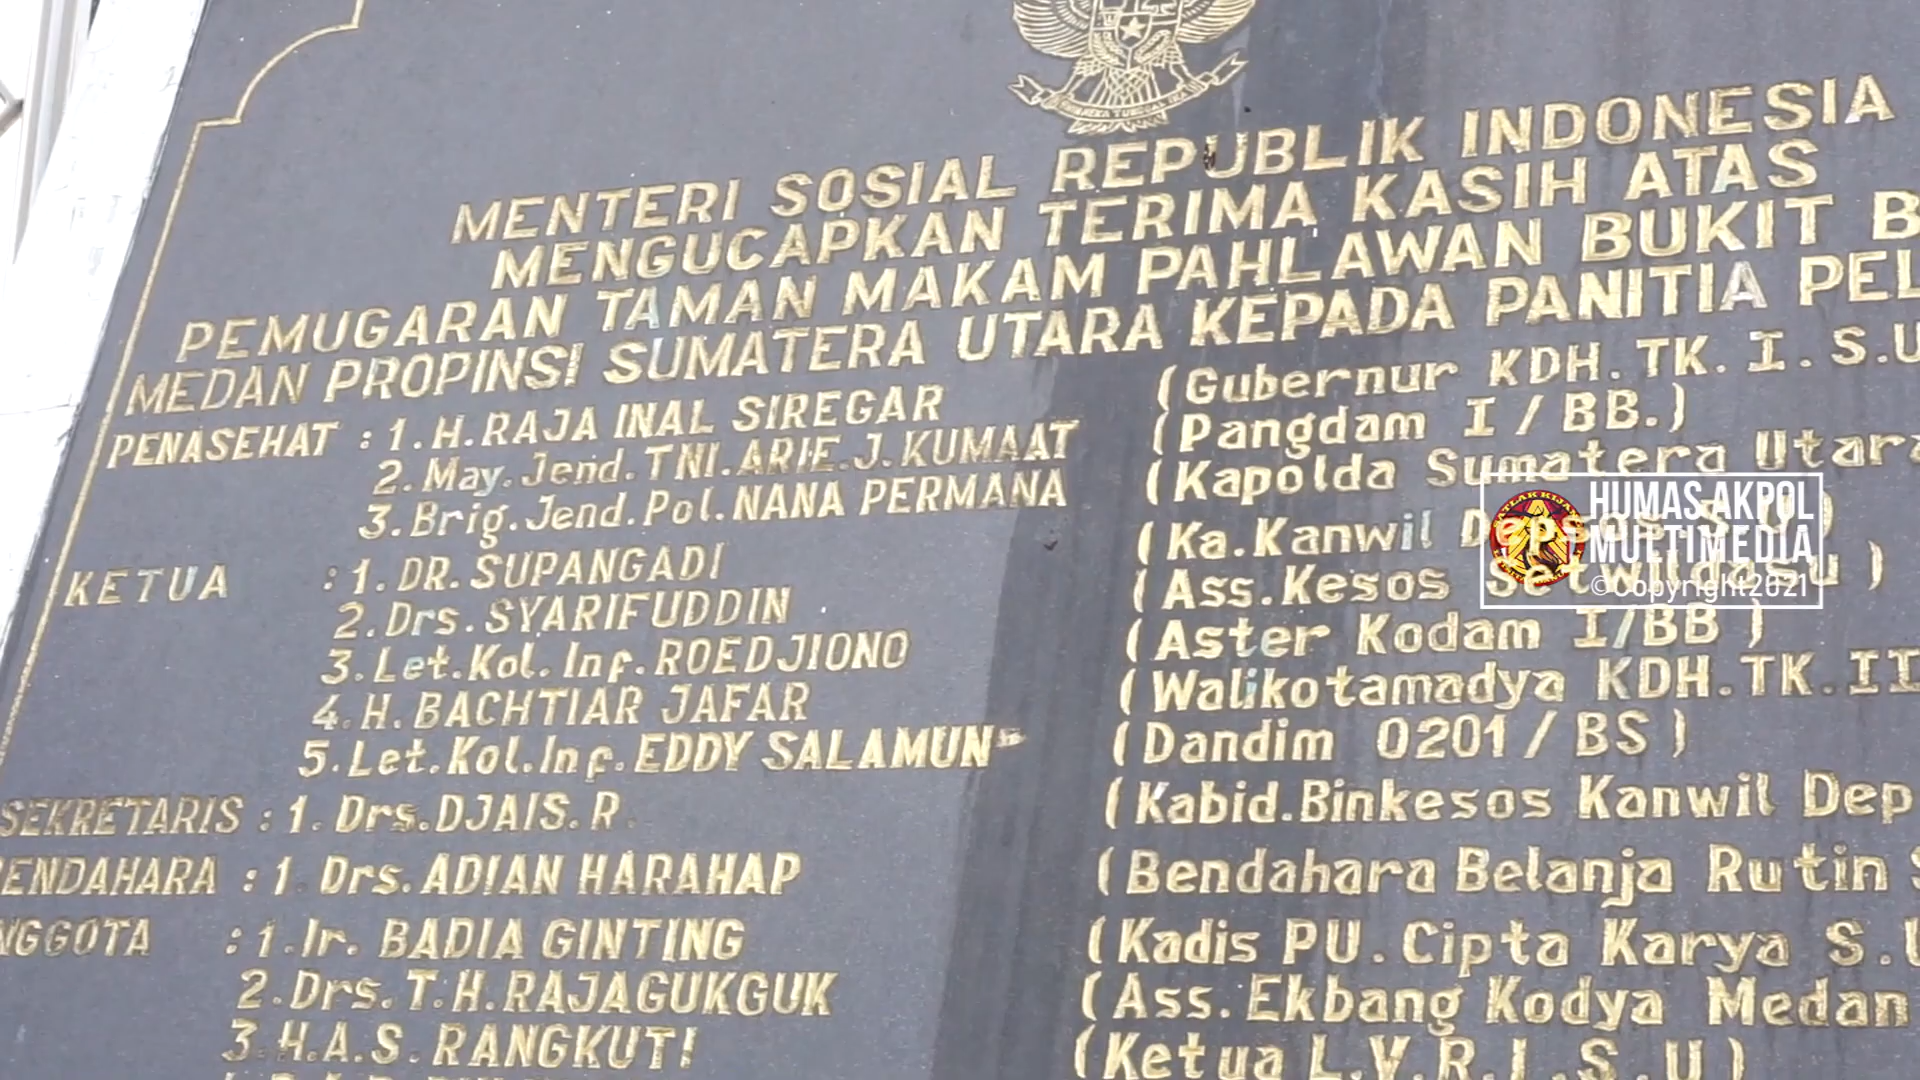 MENTERI SOSIAL REPUBLIK INDONESIA
MENGUCAPKAN TERIMA KASIH ATAS
PEMUGARAN TAMAN MAKAM PAHLAWAN BUKIT
MEDAN PROPINSI SUMATERA UTARA KEPADA PANITIA
PENASEHAT : 1. H. RAJA INAL SIREGAR (Gubernur KDH. TK. I. S.U
2. May. Jend. TNI. ARIE. J. KUMAAT (Pangdam I / BB.)
3. Brig. Jend. Pol. NANA PERMANA (Kapolda Sumatera Utara
KETUA : 1. DR. SUPANGADI (Ka. Kanwil Depsos. S.U)
2. Drs. SYARIFUDDIN (Ass. Kesos Setwildasu)
3. Let. Kol. Inf. ROEDJIONO (Aster Kodam I/BB)
4. H. BACHTIAR JAFAR (Walikotamadya KDH. TK. II
5. Let. Kol. Inf. EDDY SALAMUN (Dandim 0201 / BS)
SEKRETARIS : 1. Drs. DJAIS. R. (Kabid. Binkesos Kanwil Dep
BENDAHARA : 1. Drs. ADIAN HARAHAP (Bendahara Belanja Rutin
NGGOTA : 1. Ir. BADIA GINTING (Kadis PU. Cipta Karya S.U
2. Drs. T. H. RAJAGUKGUK (Ass. Ekbang Kodya Medan
3. H.A.S. RANGKUTI (Ketua L.V.R.I. S.U)
HUMAS AKPOL
MULTIMEDIA
©Copyright2021